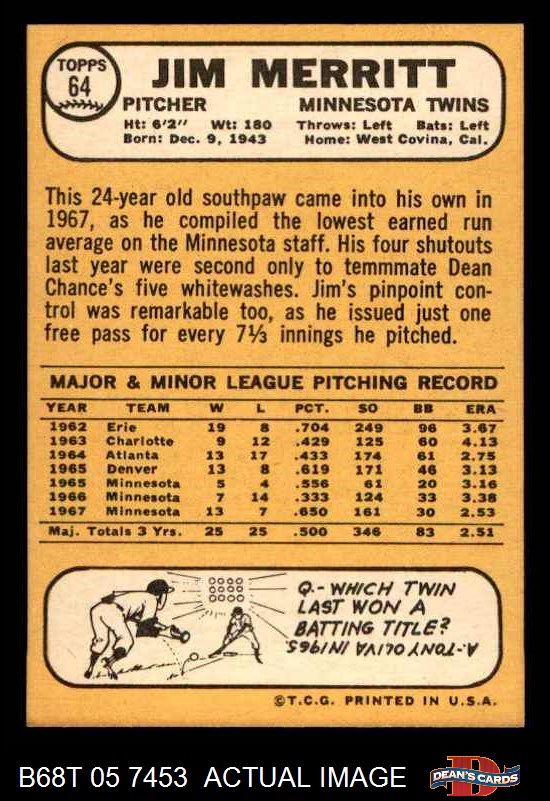 TOPPS
64
JIM MERRITT
PITCHER MINNESOTA TWINS
Ht: 6'2" Wt: 180 Throws: Left Bats: Left
Born: Dec. 9, 1943 Home: West Covina, Cal.
This 24-year old southpaw came into his own in
1967, as he compiled the lowest earned run
average on the Minnesota staff. His four shutouts
last year were second only to temmmate Dean
Chance's five whitewashes. Jim's pinpoint con-
trol was remarkable too, as he issued just one
free pass for every 7⅓ innings he pitched.
MAJOR & MINOR LEAGUE PITCHING RECORD
YEAR TEAM W L PCT. SO BB ERA
1962 Erie 19 8 .704 249 96 3.67
1963 Charlotte 9 12 .429 125 60 4.13
1964 Atlanta 13 17 .433 174 61 2.75
1965 Denver 13 8 .619 171 46 3.13
1965 Minnesota 5 4 .556 61 20 3.16
1966 Minnesota 7 14 .333 124 33 3.38
1967 Minnesota 13 7 .650 161 30 2.53
Maj. Totals 3 Yrs. 25 25 .500 346 83 2.51
Q.-WHICH TWIN
LAST WON A
BATTING TITLE?
A-TONY OLIVA IN 1965.
©T.C.G. PRINTED IN U.S.A.
B68T 05 7453 ACTUAL IMAGE
DEAN'S CARDS